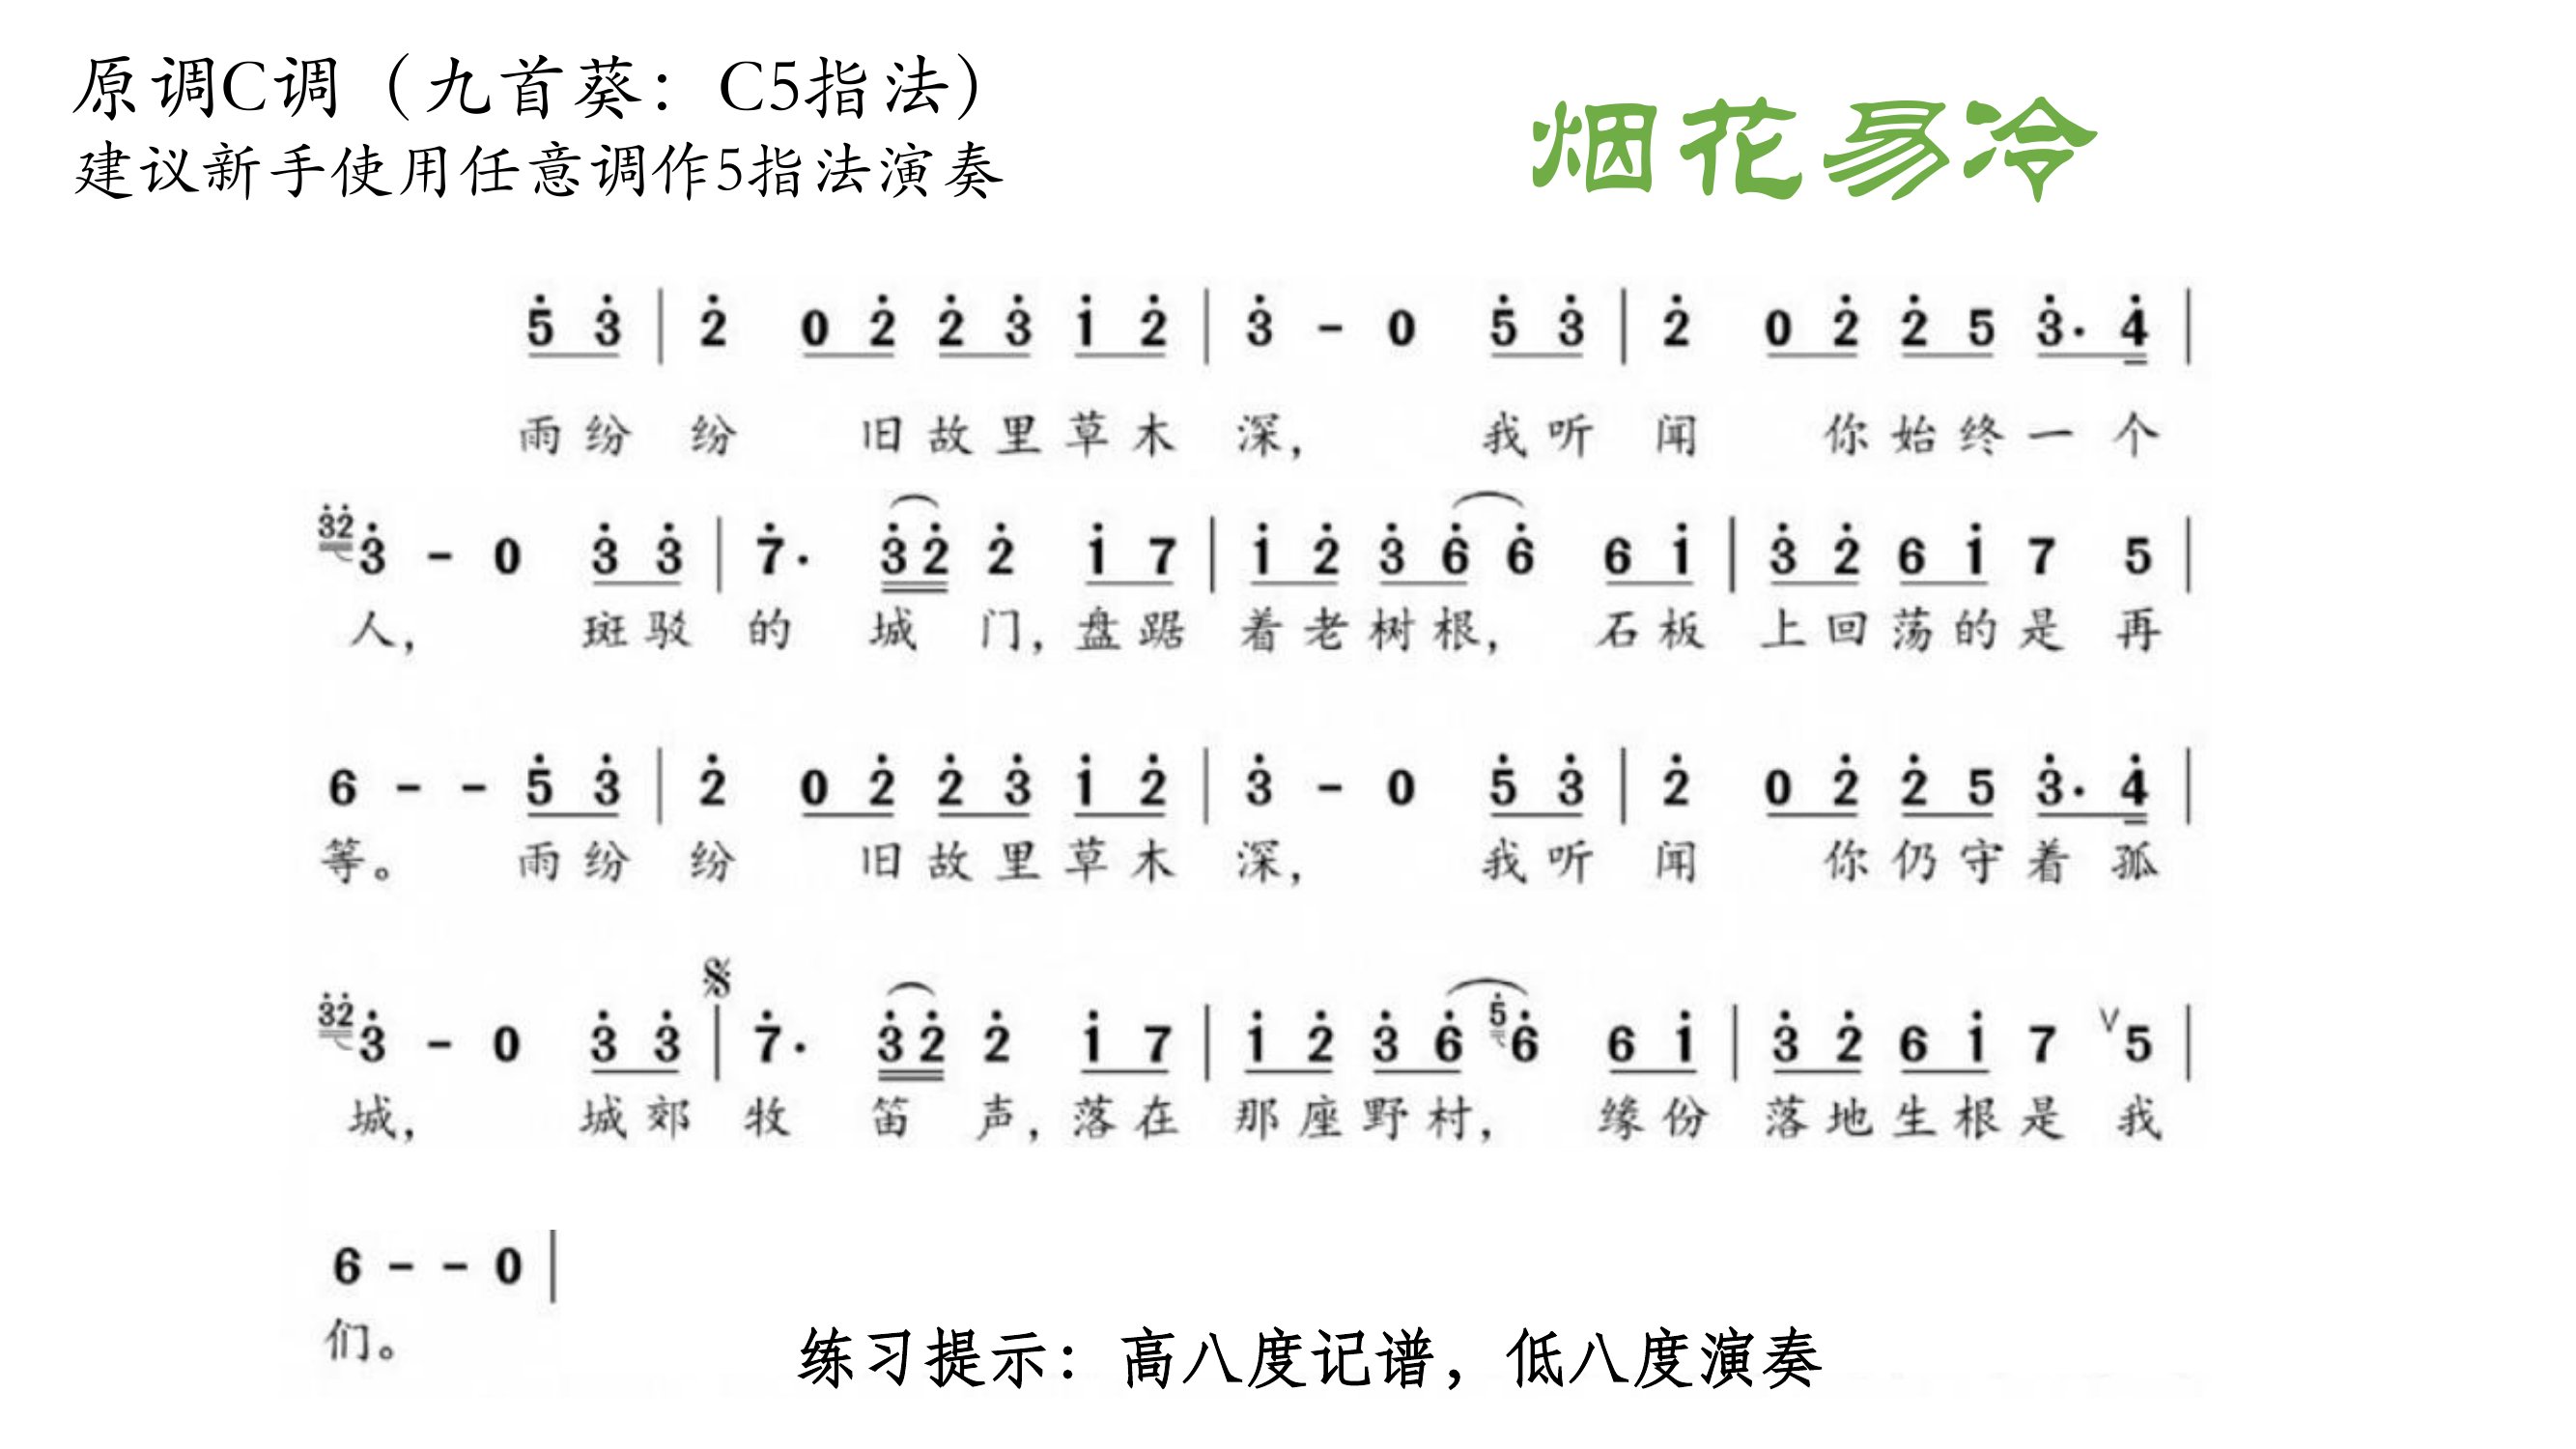 原调C调（九首葵：C5指法）
建议新手使用任意调作5指法演奏
烟花易冷
5̇ 3̇ | 2̇ 0 2̇ 2̇ 3̇ 1̇ 2̇ | 3̇ - 0 5̇ 3̇ | 2̇ 0 2̇ 2̇ 5 3̇· 4̇ |
雨纷 纷 旧故里草木 深， 我听 闻 你始终一个
3̇2̇ 3̇ - 0 3̇ 3̇ | 7̇· 3̇2̇ 2̇ 1̇ 7 | 1̇ 2̇ 3̇ 6̇ 6̇ 6 1̇ | 3̇ 2̇ 6 1̇ 7 5 |
人， 斑驳 的 城 门，盘踞 着老树根， 石板 上回荡的是 再
6 - - 5̇ 3̇ | 2̇ 0 2̇ 2̇ 3̇ 1̇ 2̇ | 3̇ - 0 5̇ 3̇ | 2̇ 0 2̇ 2̇ 5 3̇· 4̇ |
等。 雨纷 纷 旧故里草木 深， 我听 闻 你仍守着孤
3̇2̇ 3̇ - 0 3̇ 3̇ | 7̇· 3̇2̇ 2̇ 1̇ 7 | 1̇ 2̇ 3̇ 6̇ 5̇ 6̇ 6 1̇ | 3̇ 2̇ 6 1̇ 7 V 5 |
城， 城郊 牧 笛 声，落在 那座野村， 缘份 落地生根是 我
6 - - 0 |
们。
练习提示：高八度记谱，低八度演奏